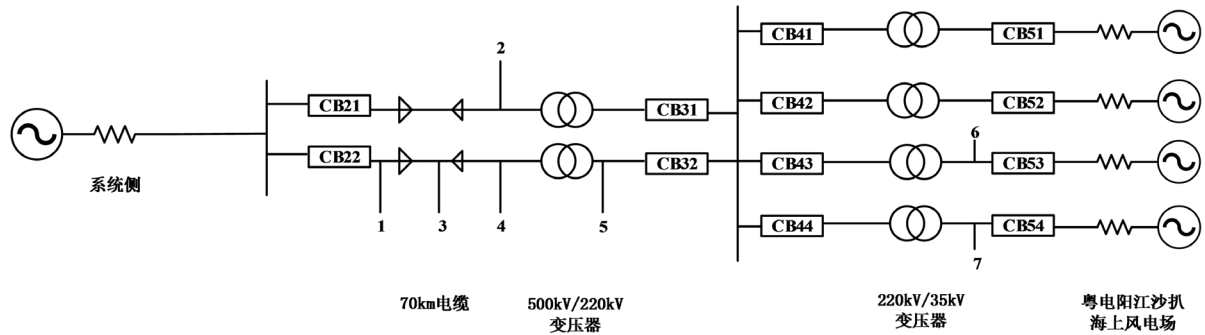 2
6
CB41
CB51
CB21
CB31
CB42
CB52
CB22
CB32
CB43
CB53
系统侧
1
3
4
5
CB44
CB54
7
70km电缆
500kV/220kV
变压器
220kV/35kV
变压器
粤电阳江沙扒
海上风电场